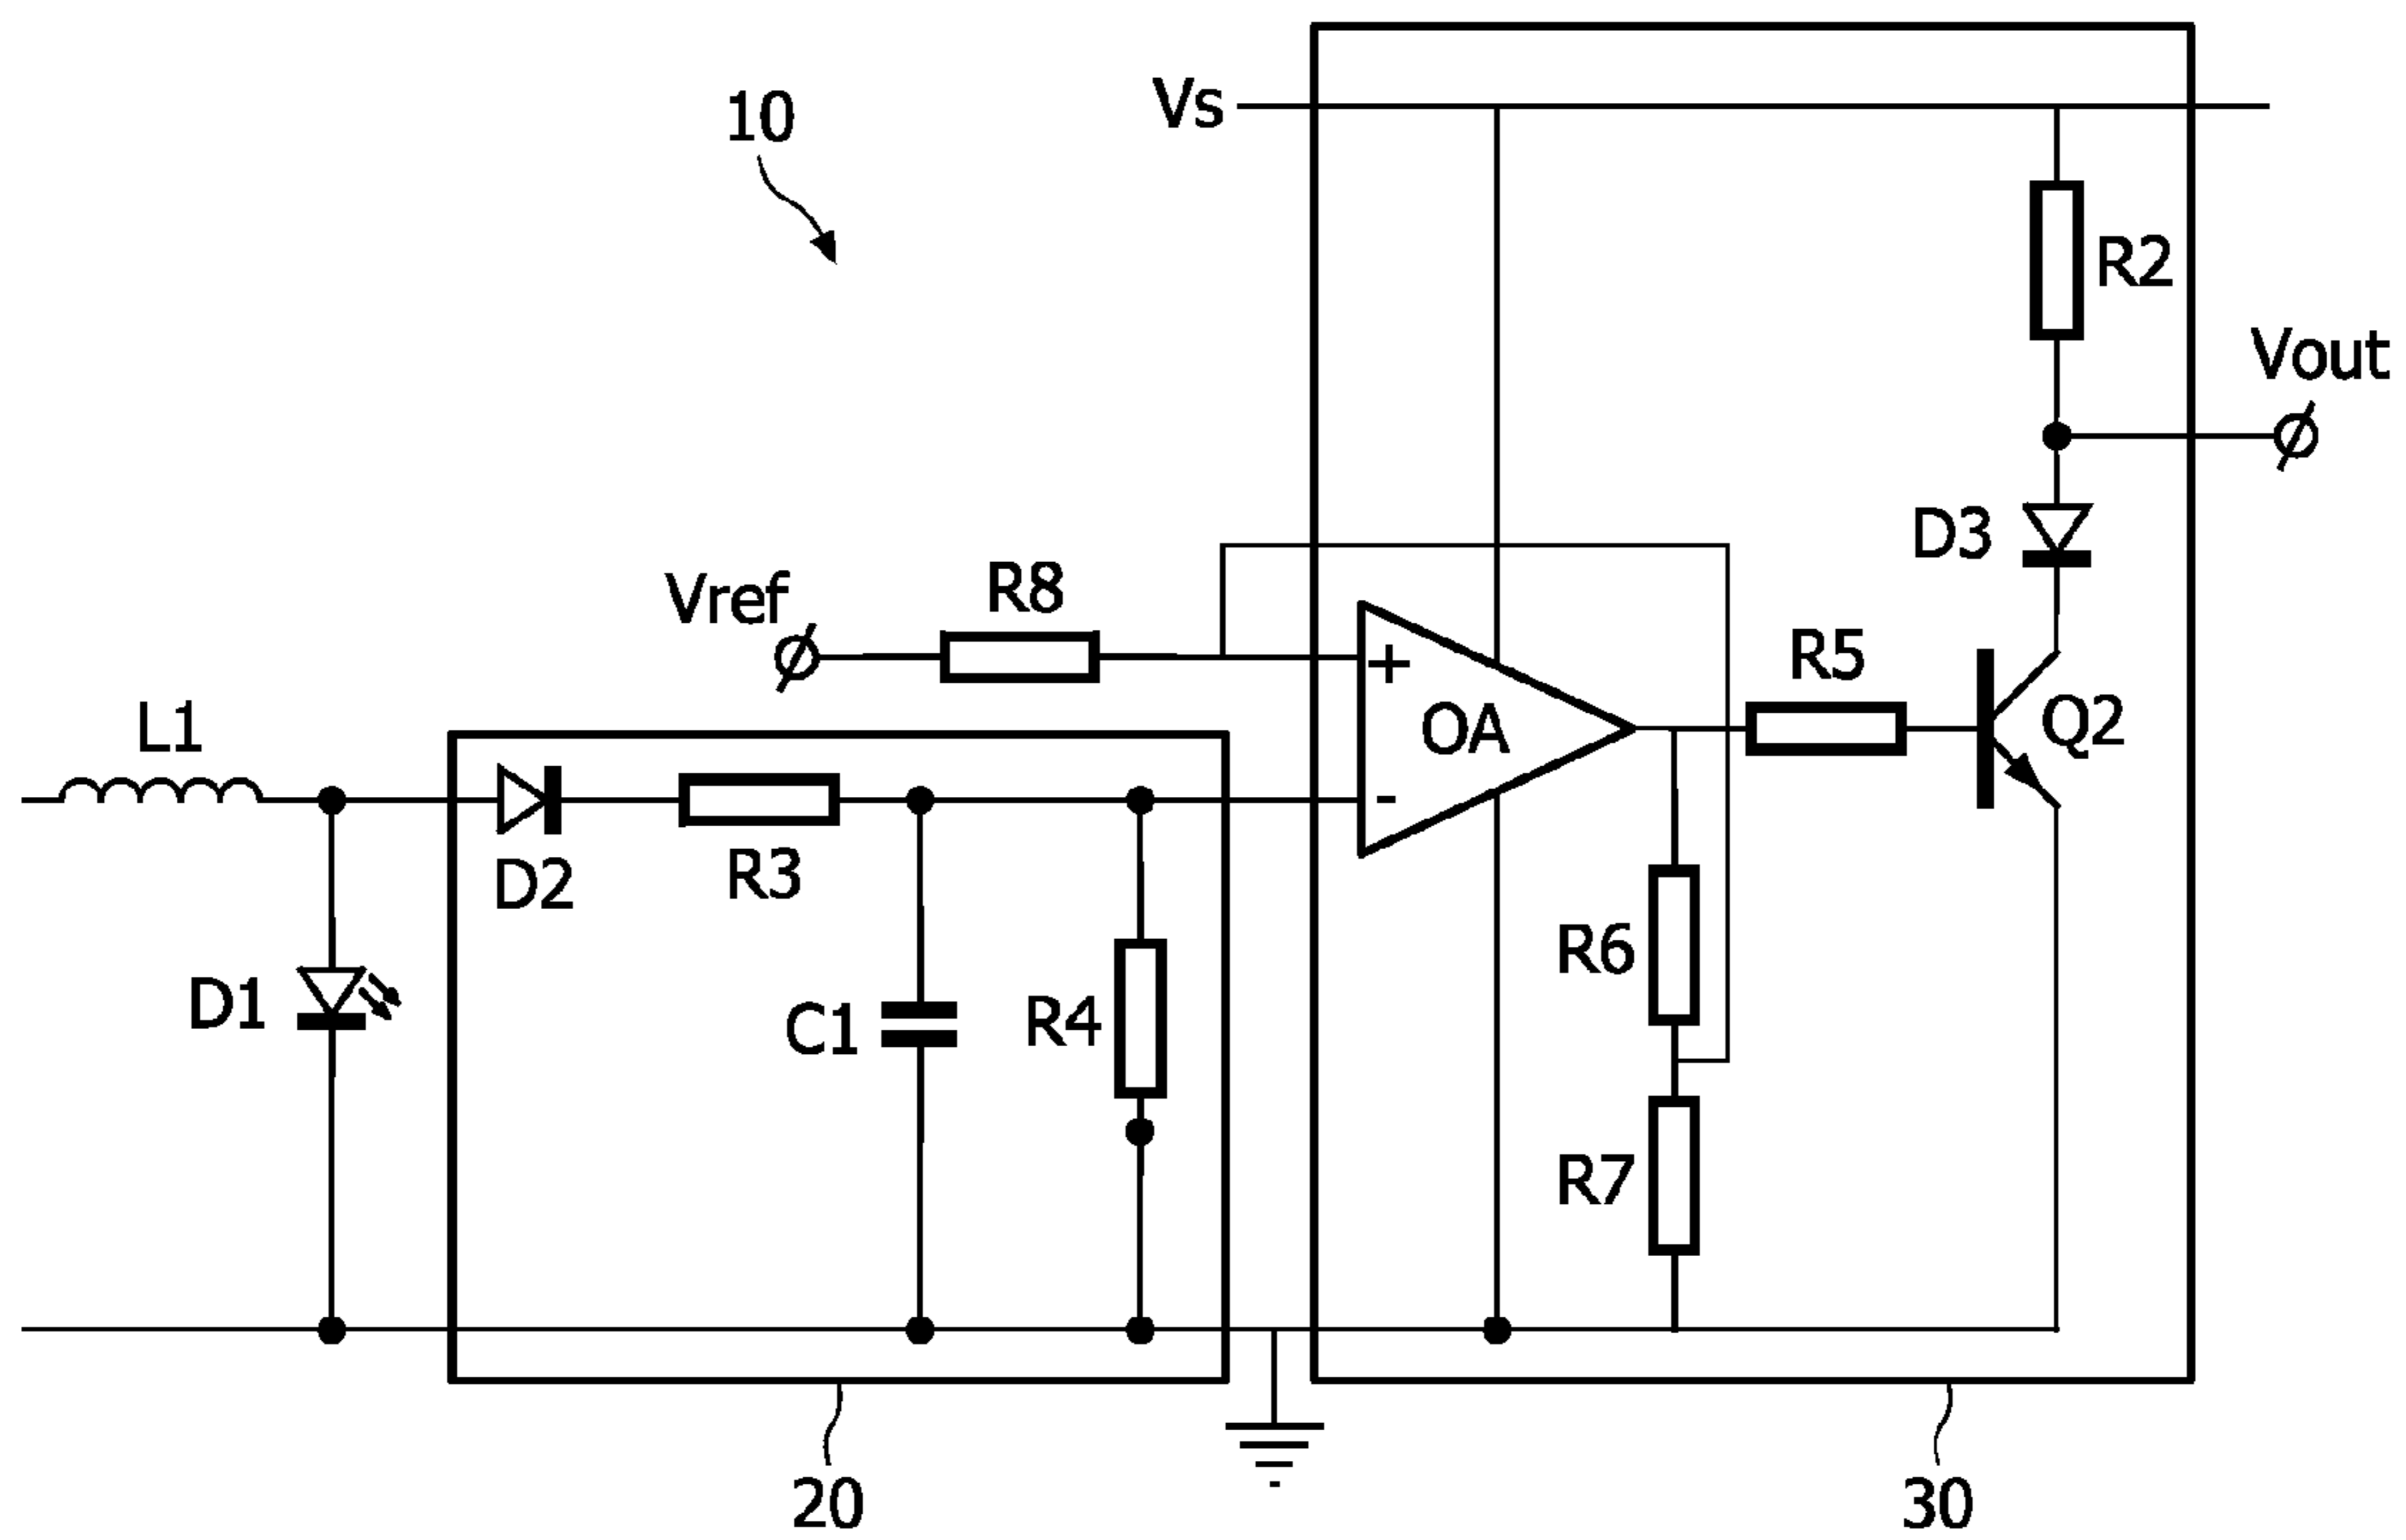 10
Vs
R2
Vout
D3
Vref
R8
R5
+
OA
Q2
L1
-
D2
R3
R6
D1
C1
R4
R7
20
30